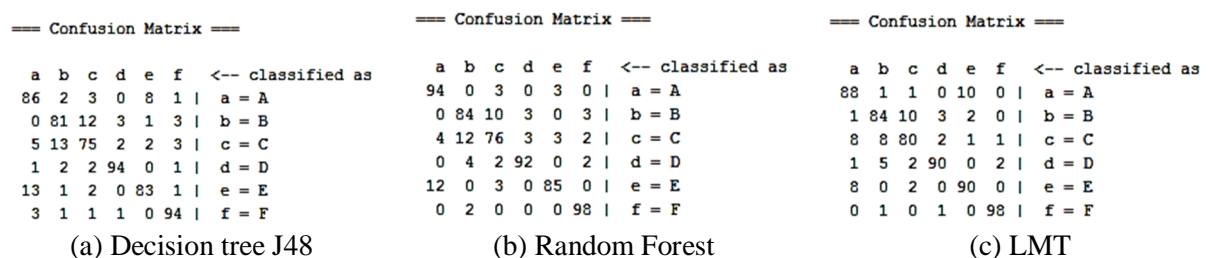 === Confusion Matrix ===
a b c d e f <-- classified as
86 2 3 0 8 1 | a = A
0 81 12 3 1 3 | b = B
5 13 75 2 2 3 | c = C
1 2 2 94 0 1 | d = D
13 1 2 0 83 1 | e = E
3 1 1 1 0 94 | f = F
(a) Decision tree J48
=== Confusion Matrix ===
a b c d e f <-- classified as
94 0 3 0 3 0 | a = A
0 84 10 3 0 3 | b = B
4 12 76 3 3 2 | c = C
0 4 2 92 0 2 | d = D
12 0 3 0 85 0 | e = E
0 2 0 0 0 98 | f = F
(b) Random Forest
=== Confusion Matrix ===
a b c d e f <-- classified as
88 1 1 0 10 0 | a = A
1 84 10 3 2 0 | b = B
8 8 80 2 1 1 | c = C
1 5 2 90 0 2 | d = D
8 0 2 0 90 0 | e = E
0 1 0 1 0 98 | f = F
(c) LMT